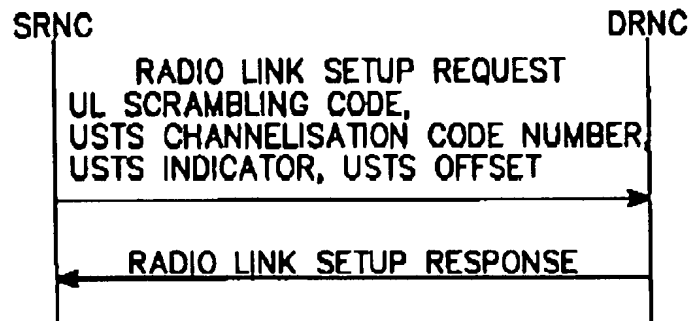 SRNC DRNC
RADIO LINK SETUP REQUEST
UL SCRAMBLING CODE,
USTS CHANNELISATION CODE NUMBER,
USTS INDICATOR, USTS OFFSET
RADIO LINK SETUP RESPONSE